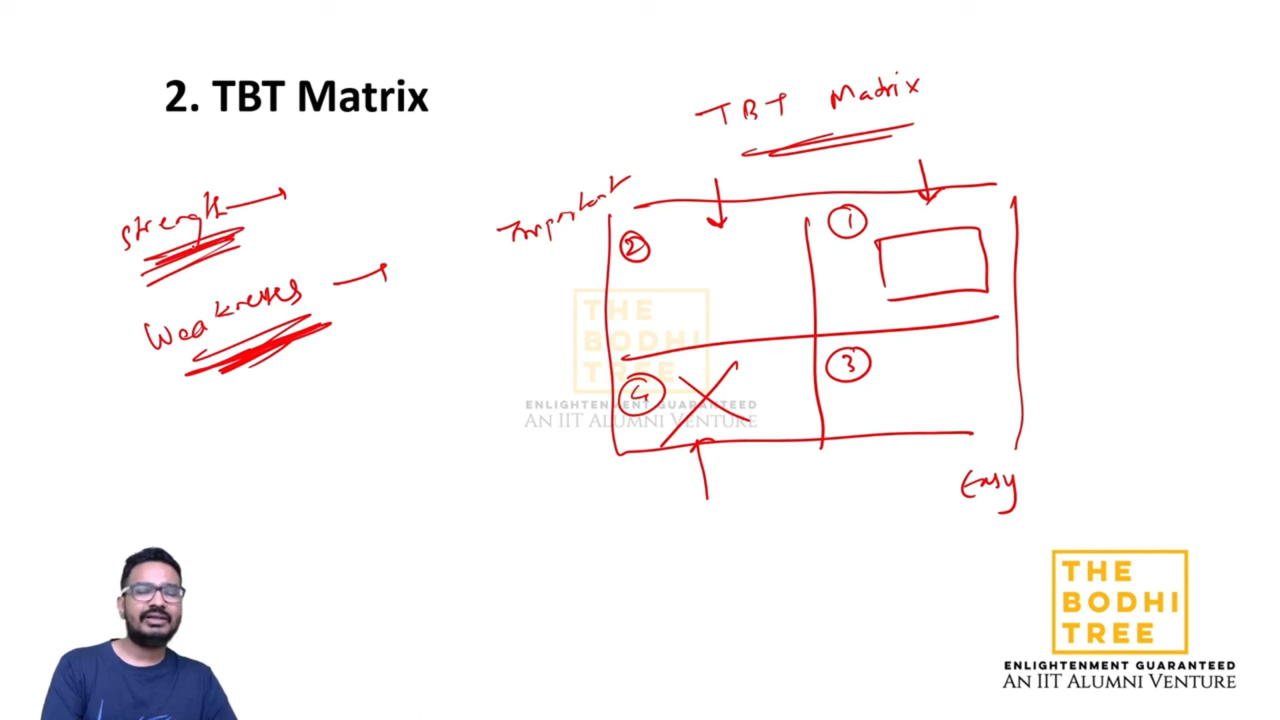 2. TBT Matrix
TBT Matrix
Strength
Weaknesses
Important
2
1
4
3
Easy
THE
BODHI
TREE
ENLIGHTENMENT GUARANTEED
AN IIT ALUMNI VENTURE
THE
BODHI
TREE
ENLIGHTENMENT GUARANTEED
AN IIT ALUMNI VENTURE